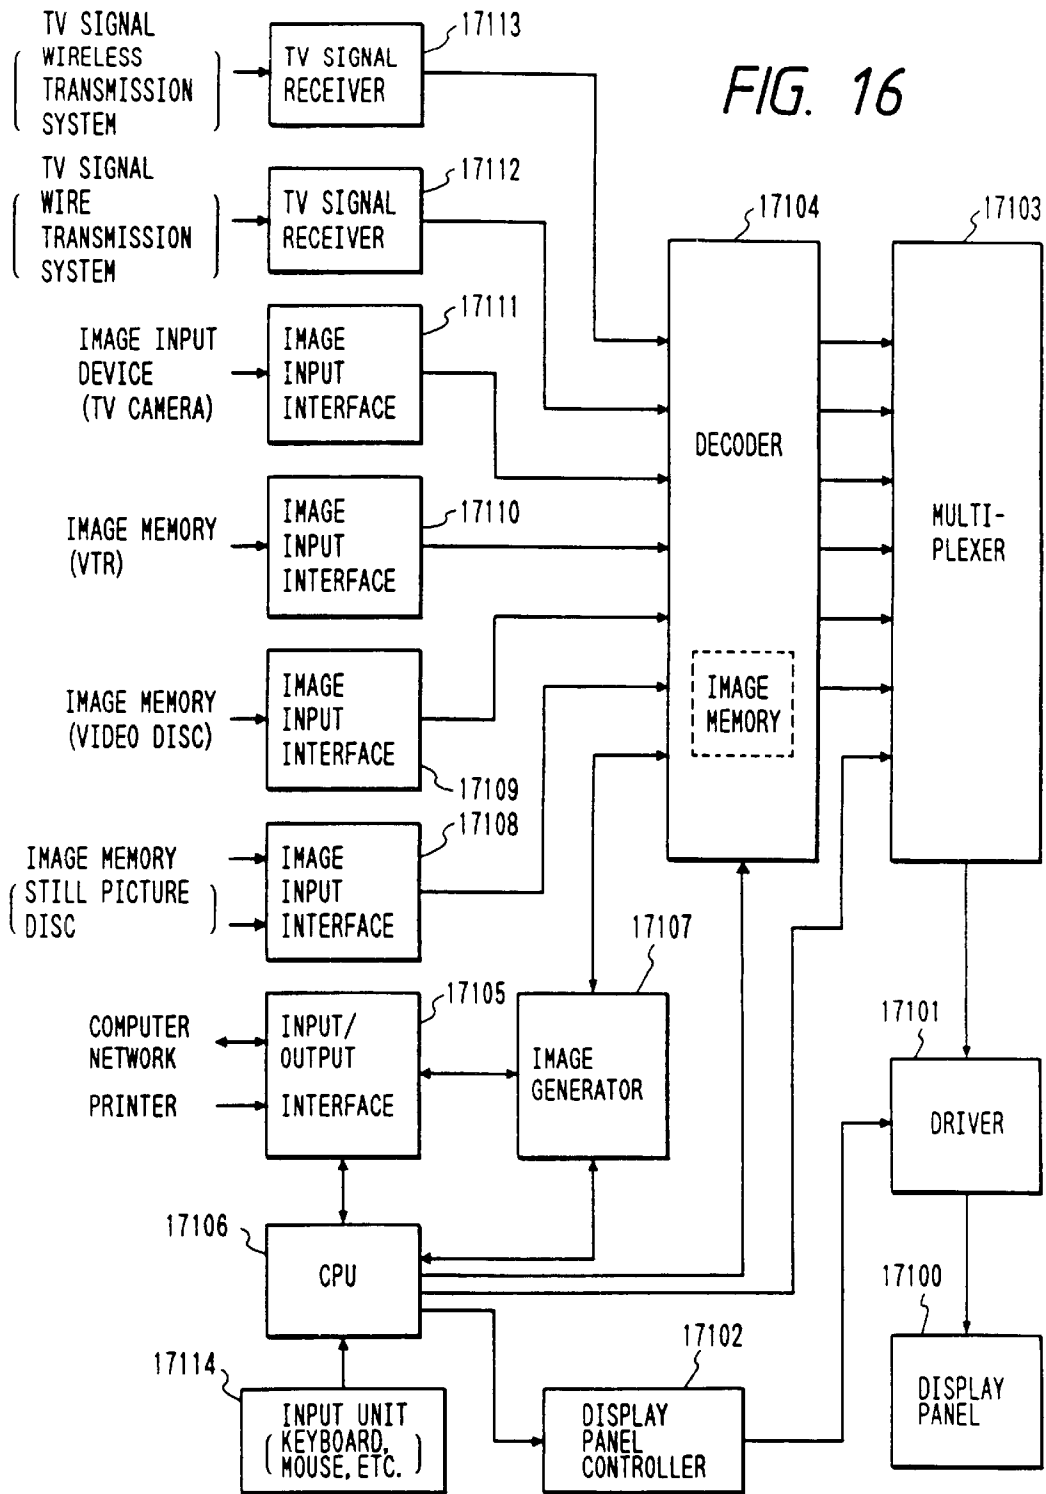 FIG. 16
TV SIGNAL
WIRELESS
TRANSMISSION
SYSTEM
TV SIGNAL
RECEIVER
17113
TV SIGNAL
WIRE
TRANSMISSION
SYSTEM
TV SIGNAL
RECEIVER
17112
IMAGE INPUT
DEVICE
(TV CAMERA)
IMAGE
INPUT
INTERFACE
17111
IMAGE MEMORY
(VTR)
IMAGE
INPUT
INTERFACE
17110
IMAGE MEMORY
(VIDEO DISC)
IMAGE
INPUT
INTERFACE
17109
IMAGE MEMORY
(STILL PICTURE
DISC)
IMAGE
INPUT
INTERFACE
17108
17104
DECODER
IMAGE
MEMORY
17103
MULTI-
PLEXER
COMPUTER
NETWORK
PRINTER
INPUT/
OUTPUT
INTERFACE
17105
IMAGE
GENERATOR
17107
17101
DRIVER
17106
CPU
17100
DISPLAY
PANEL
17114
INPUT UNIT
(KEYBOARD,
MOUSE, ETC.)
17102
DISPLAY
PANEL
CONTROLLER